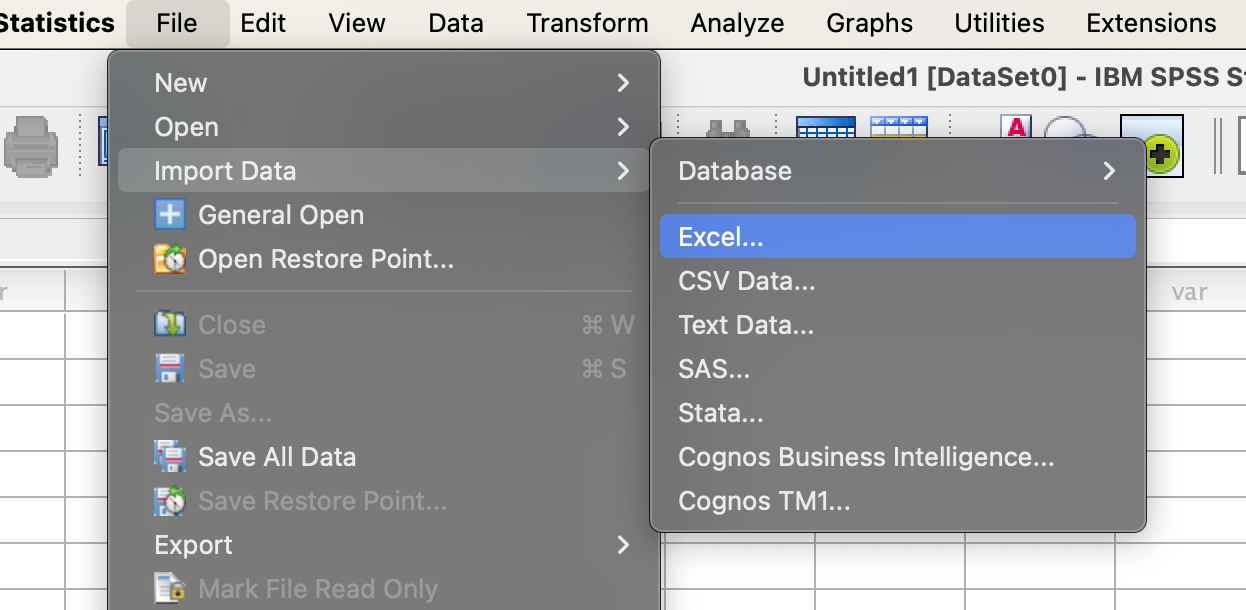 Statistics File Edit View Data Transform Analyze Graphs Utilities Extensions
Untitled1 [DataSet0] - IBM SPSS St
New
Open
Import Data
General Open
Open Restore Point...
Close ⌘ W
Save ⌘ S
Save As...
Save All Data
Save Restore Point...
Export
Mark File Read Only
Database
Excel...
CSV Data...
Text Data...
SAS...
Stata...
Cognos Business Intelligence...
Cognos TM1...
A
r
var